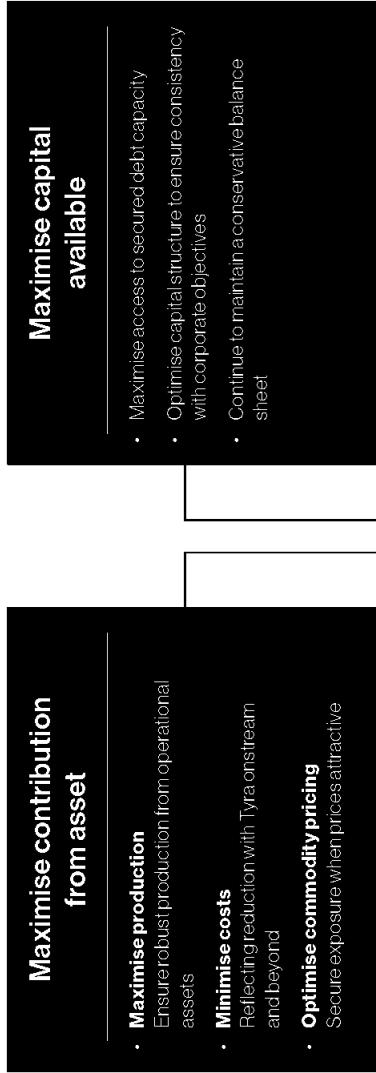 Maximise contribution
from asset
• Maximise production
Ensure robust production from operational
assets
• Minimise costs
Reflecting reduction with Tyra onstream
and beyond
• Optimise commodity pricing
Secure exposure when prices attractive
Maximise capital
available
• Maximise access to secured debt capacity
• Optimise capital structure to ensure consistency
with corporate objectives
• Continue to maintain a conservative balance
sheet